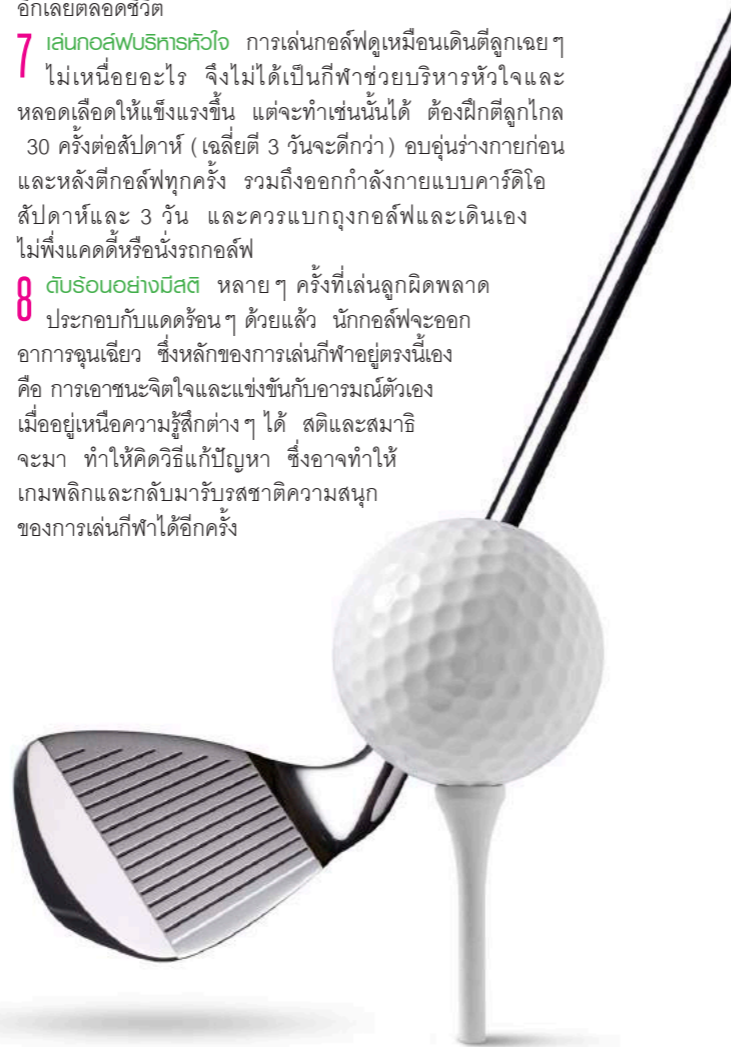 อีกเลยตลอดชีวิต
7 เล่นกอล์ฟบริหารหัวใจ การเล่นกอล์ฟดูเหมือนเดินตีลูกเฉยๆ
ไม่เหนื่อยอะไร จึงไม่ได้เป็นกีฬาช่วยบริหารหัวใจและ
หลอดเลือดให้แข็งแรงขึ้น แต่จะทำเช่นนั้นได้ ต้องฝึกตีลูกไกล
30 ครั้งต่อสัปดาห์ (เฉลี่ยตี 3 วันจะดีกว่า) อบอุ่นร่างกายก่อน
และหลังตีกอล์ฟทุกครั้ง รวมถึงออกกำลังกายแบบคาร์ดิโอ
สัปดาห์และ 3 วัน และควรแบกถุงกอล์ฟและเดินเอง
ไม่พึ่งแคดดี้หรือนั่งรถกอล์ฟ
8 ดับร้อนอย่างมีสติ หลายๆ ครั้งที่เล่นลูกผิดพลาด
ประกอบกับแดดร้อนๆ ด้วยแล้ว นักกอล์ฟจะออก
อาการฉุนเฉียว ซึ่งหลักของการเล่นกีฬาอยู่ตรงนี้เอง
คือ การเอาชนะจิตใจและแข่งขันกับอารมณ์ตัวเอง
เมื่ออยู่เหนือความรู้สึกต่างๆ ได้ สติและสมาธิ
จะมา ทำให้คิดวิธีแก้ปัญหา ซึ่งอาจทำให้
เกมพลิกและกลับมารับรสชาติความสนุก
ของการเล่นกีฬาได้อีกครั้ง